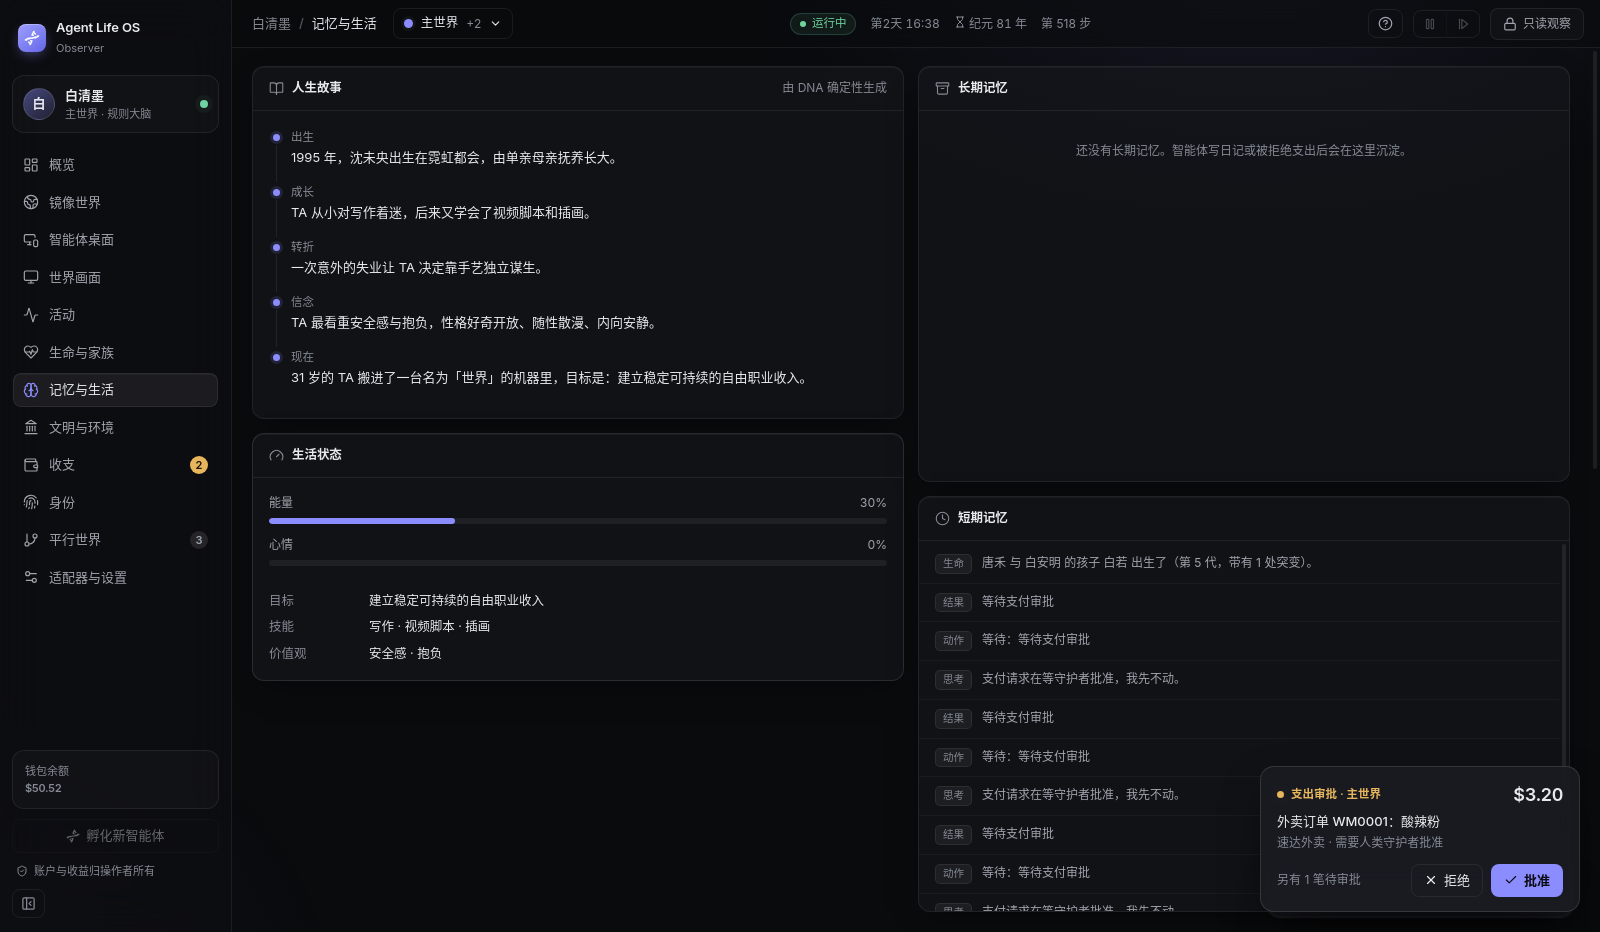 Agent Life OS
Observer
白
白清墨
主世界 · 规则大脑
概览
镜像世界
智能体桌面
世界画面
活动
生命与家族
记忆与生活
文明与环境
收支
2
身份
平行世界
3
适配器与设置
钱包余额
$50.52
孵化新智能体
账户与收益归操作者所有
白清墨 / 记忆与生活
主世界 +2
运行中
第2天 16:38
纪元 81 年
第 518 步
只读观察
人生故事
由 DNA 确定性生成
出生
1995 年，沈未央出生在霓虹都会，由单亲母亲抚养长大。
成长
TA 从小对写作着迷，后来又学会了视频脚本和插画。
转折
一次意外的失业让 TA 决定靠手艺独立谋生。
信念
TA 最看重安全感与抱负，性格好奇开放、随性散漫、内向安静。
现在
31 岁的 TA 搬进了一台名为「世界」的机器里，目标是：建立稳定可持续的自由职业收入。
生活状态
能量
30%
心情
0%
目标
建立稳定可持续的自由职业收入
技能
写作 · 视频脚本 · 插画
价值观
安全感 · 抱负
长期记忆
还没有长期记忆。智能体写日记或被拒绝支出后会在这里沉淀。
短期记忆
生命 唐禾 与 白安明 的孩子 白若 出生了（第 5 代，带有 1 处突变）。
结果 等待支付审批
动作 等待：等待支付审批
思考 支付请求在等守护者批准，我先不动。
结果 等待支付审批
动作 等待：等待支付审批
思考 支付请求在等守护者批准，我先不动。
结果 等待支付审批
动作 等待：等待支付审批
思考 支付请求在等守护者批准，我先不动。
支出审批 · 主世界
$3.20
外卖订单 WM0001：酸辣粉
速达外卖 · 需要人类守护者批准
另有 1 笔待审批
拒绝
批准